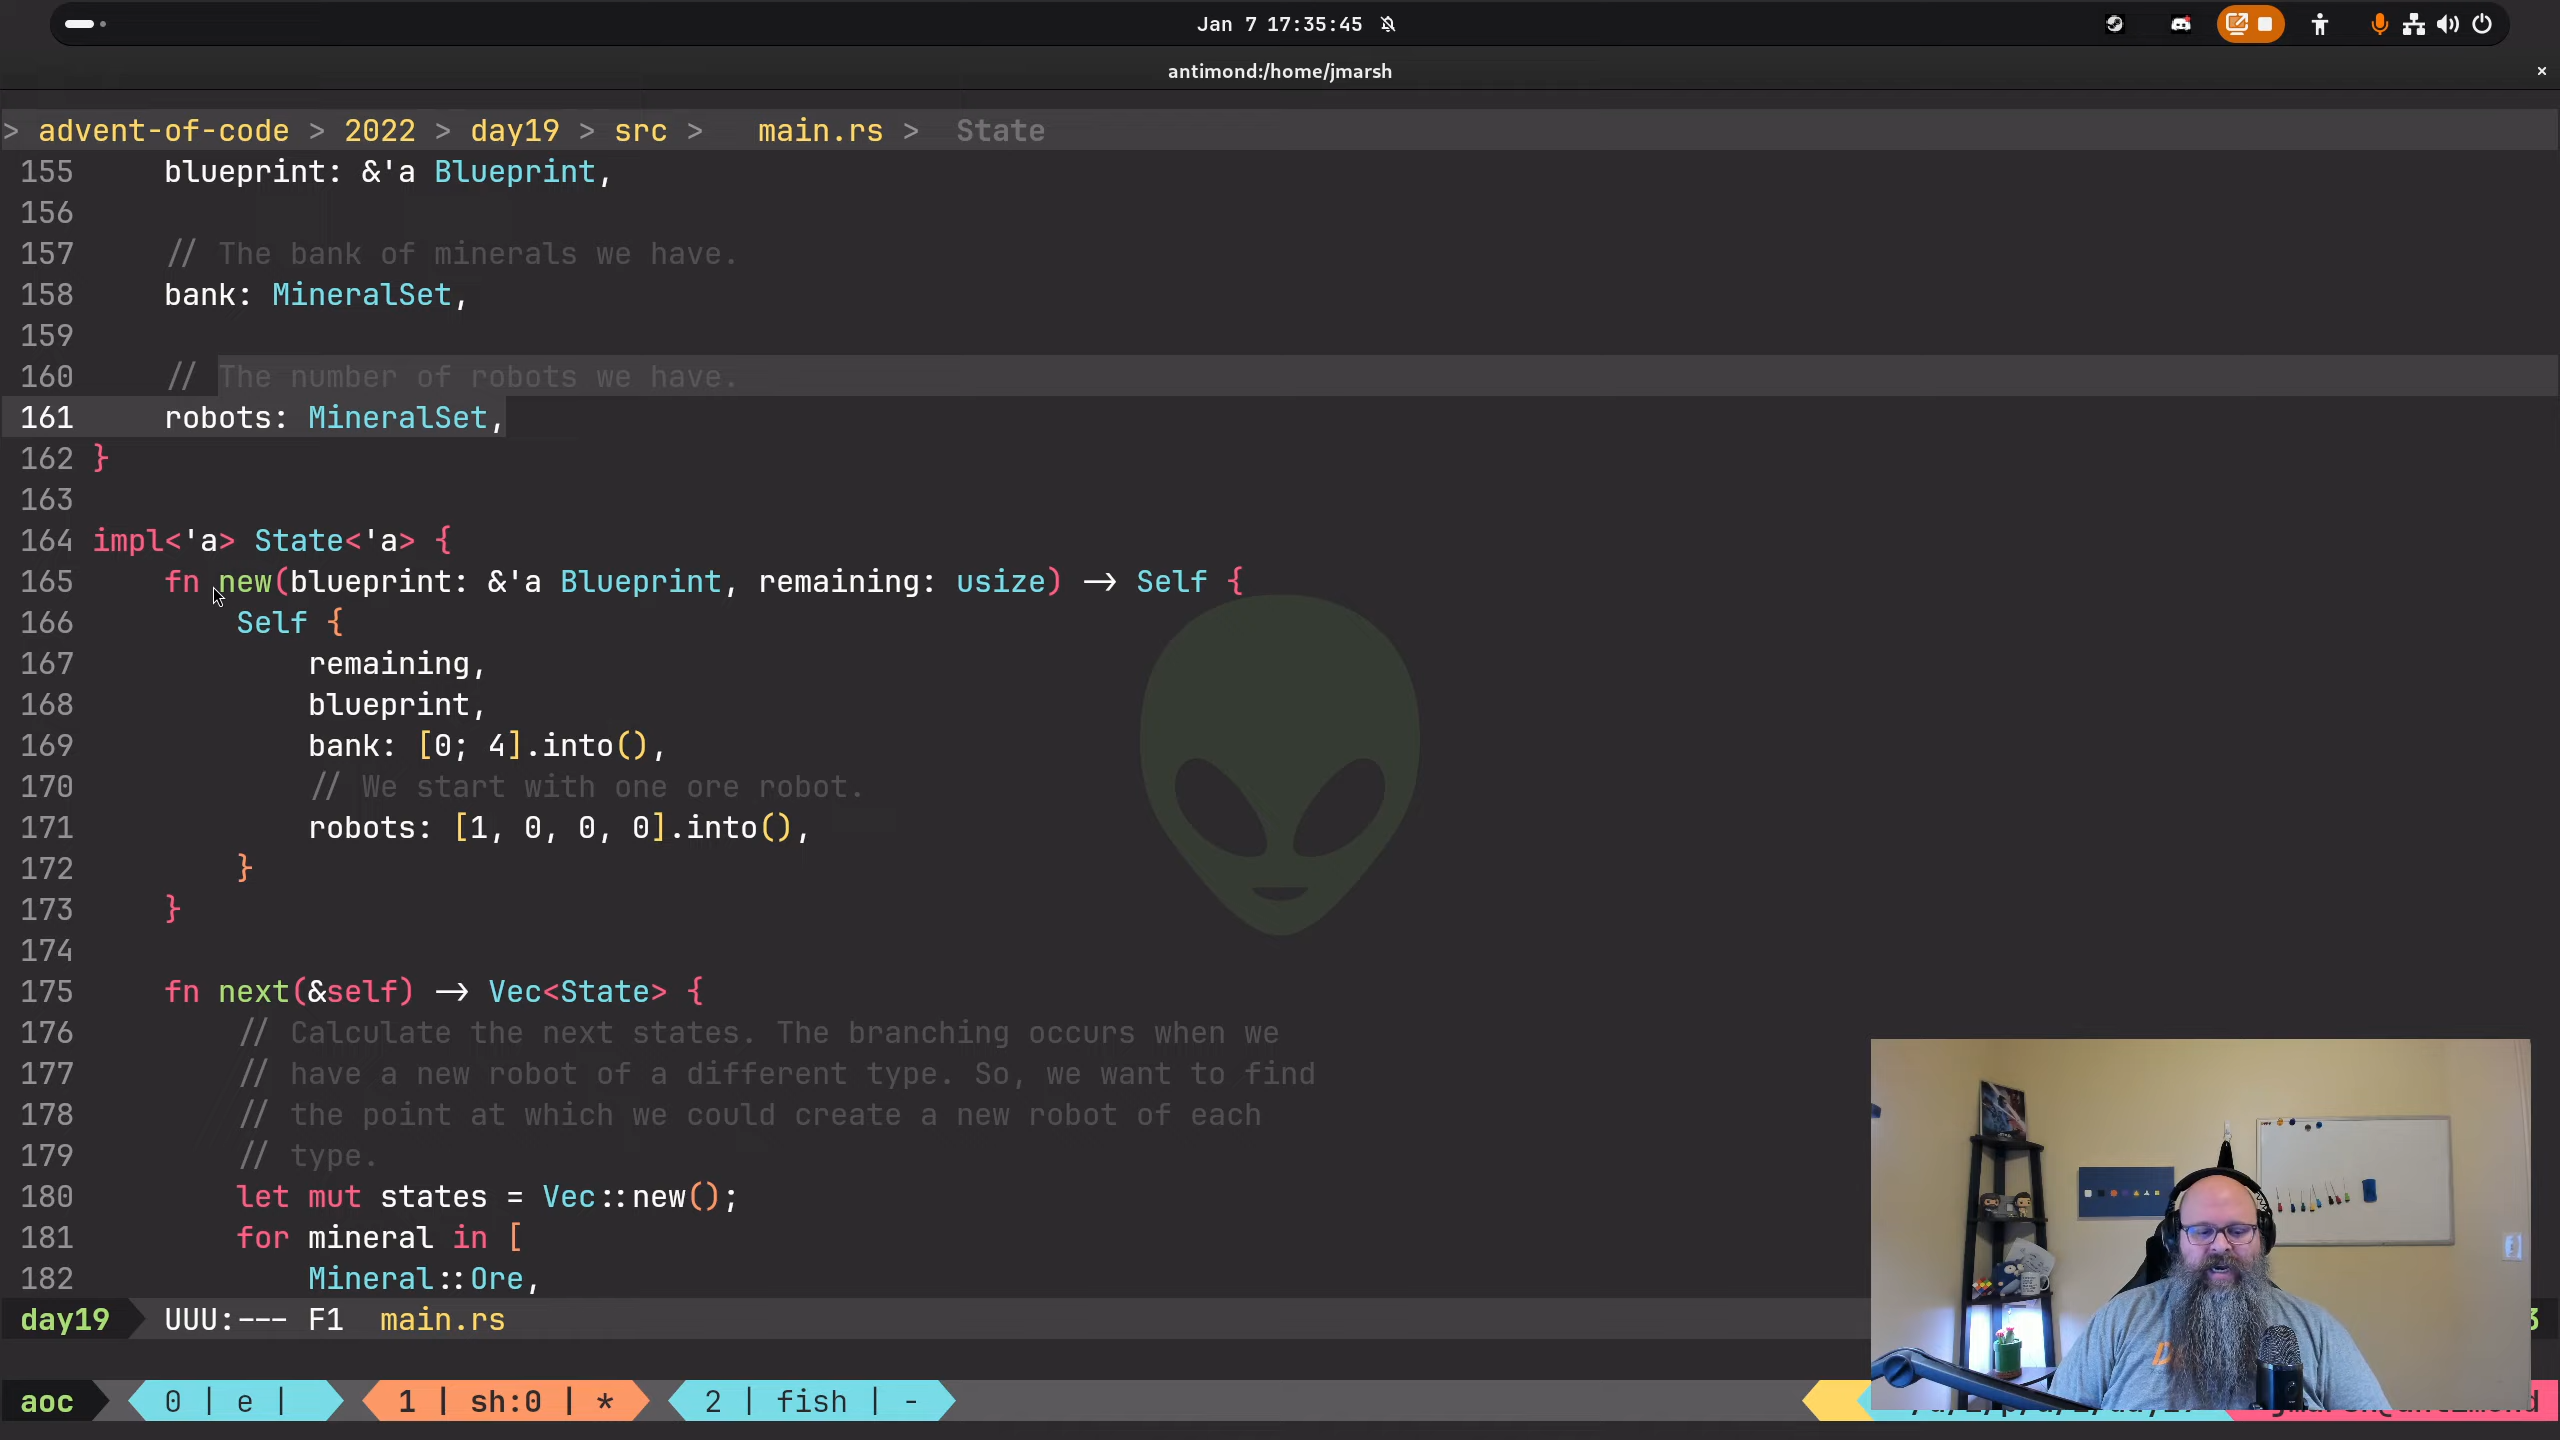 Jan 7 17:35:45
antimond:/home/jmarsh
×
> advent-of-code > 2022 > day19 > src > main.rs > State
155 blueprint: &'a Blueprint,
156
157 // The bank of minerals we have.
158 bank: MineralSet,
159
160 // The number of robots we have.
161 robots: MineralSet,
162 }
163
164 impl<'a> State<'a> {
165 fn new(blueprint: &'a Blueprint, remaining: usize) -> Self {
166 Self {
167 remaining,
168 blueprint,
169 bank: [0; 4].into(),
170 // We start with one ore robot.
171 robots: [1, 0, 0, 0].into(),
172 }
173 }
174
175 fn next(&self) -> Vec<State> {
176 // Calculate the next states. The branching occurs when we
177 // have a new robot of a different type. So, we want to find
178 // the point at which we could create a new robot of each
179 // type.
180 let mut states = Vec::new();
181 for mineral in [
182 Mineral::Ore,
day19 UUU:--- F1 main.rs
aoc 0 | e | 1 | sh:0 | * 2 | fish | -